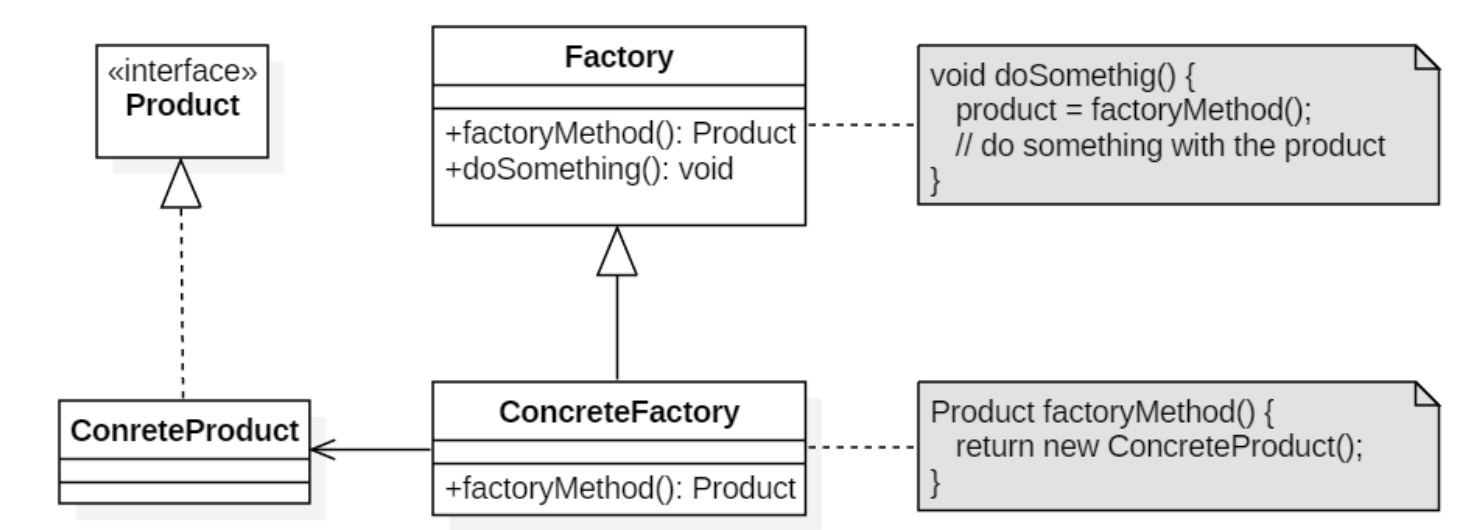 «interface»
Product
Factory
+factoryMethod(): Product
+doSomething(): void
void doSomethig() {
product = factoryMethod();
// do something with the product
}
ConreteProduct
ConcreteFactory
+factoryMethod(): Product
Product factoryMethod() {
return new ConcreteProduct();
}